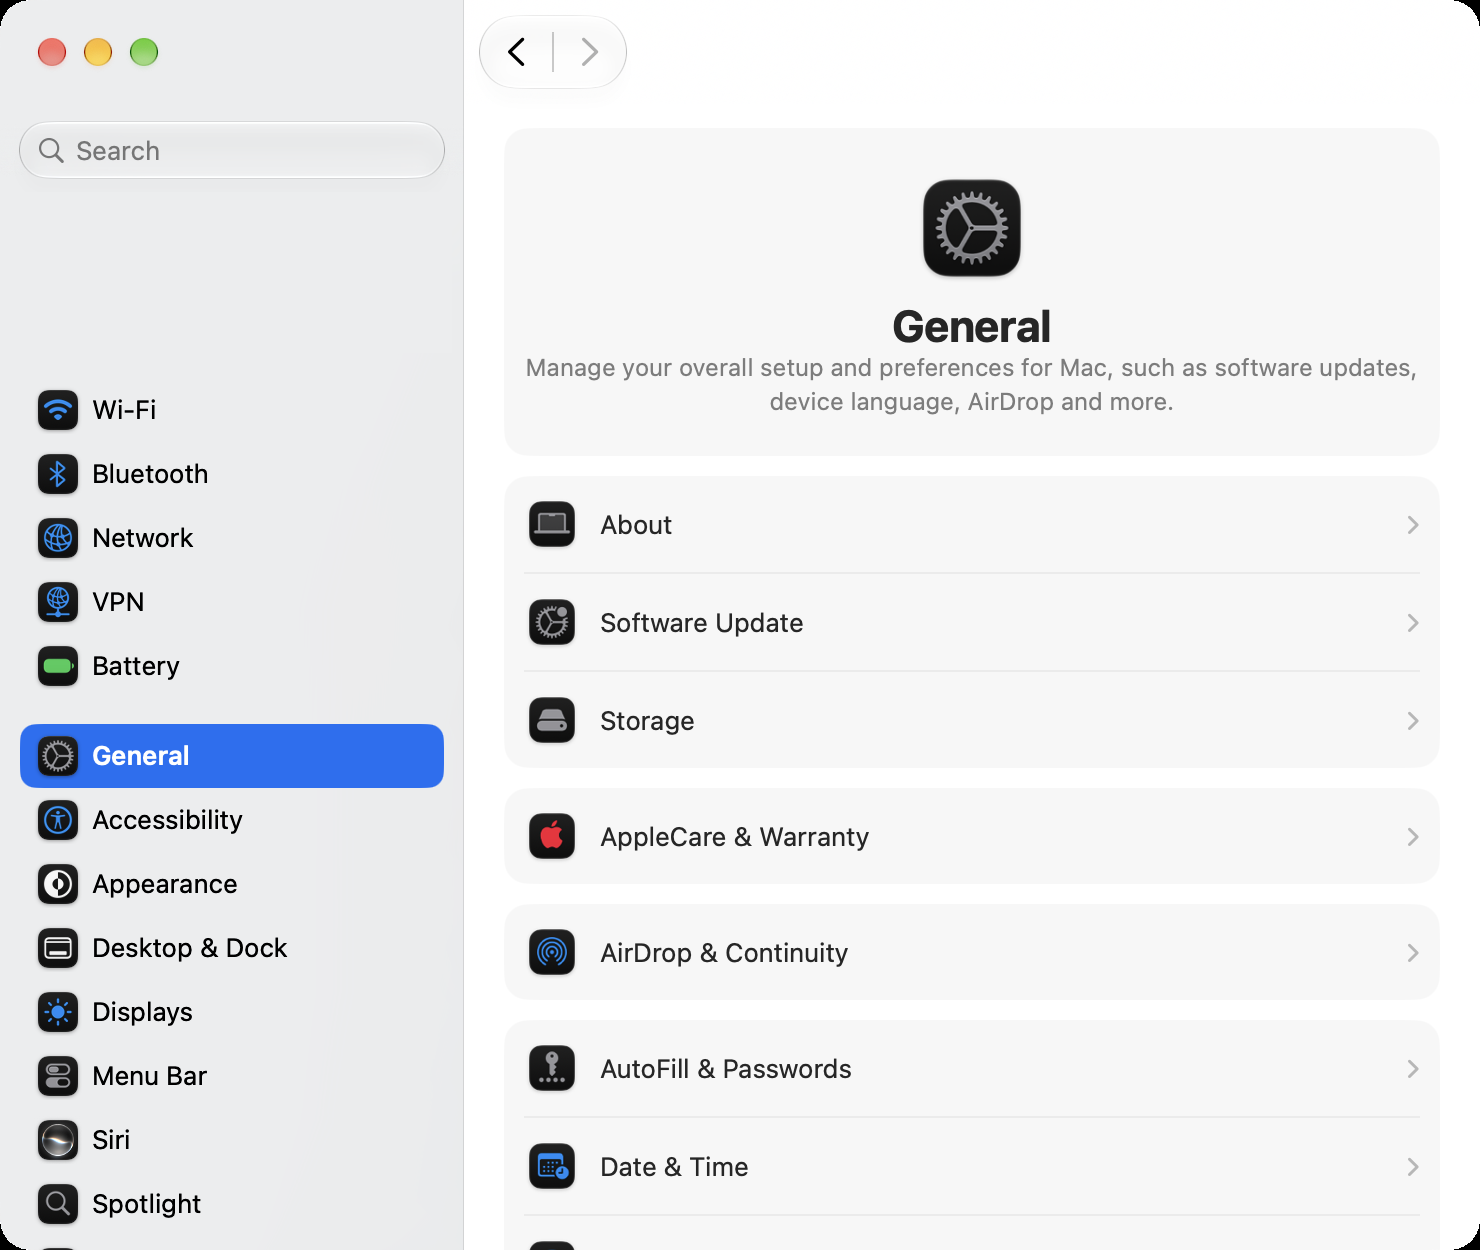 Search
Wi-Fi
Bluetooth
Network
VPN
Battery
General
Accessibility
Appearance
Desktop & Dock
Displays
Menu Bar
Siri
Spotlight
General
Manage your overall setup and preferences for Mac, such as software updates,
device language, AirDrop and more.
About
Software Update
Storage
AppleCare & Warranty
AirDrop & Continuity
AutoFill & Passwords
Date & Time